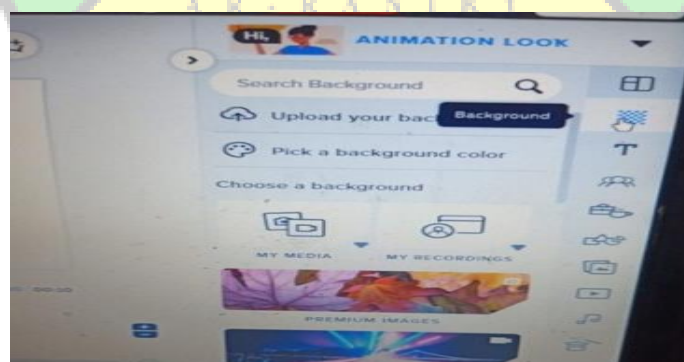 Hi,
ANIMATION LOOK
Search Background
Upload your bac
Background
Pick a background color
Choose a background
MY MEDIA
MY RECORDINGS
PREMIUM IMAGES
T